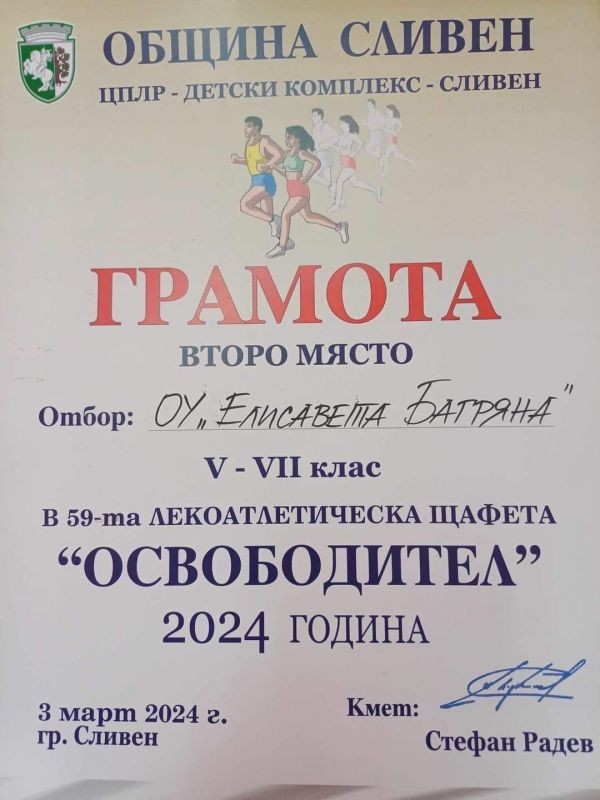 ОБЩИНА СЛИВЕН
ЦПЛР - ДЕТСКИ КОМПЛЕКС - СЛИВЕН
ГРАМОТА
ВТОРО МЯСТО
Отбор: ОУ „Елисавета Багряна"
V - VII клас
В 59-та ЛЕКОАТЛЕТИЧЕСКА ЩАФЕТА
“ОСВОБОДИТЕЛ”
2024 ГОДИНА
3 март 2024 г.
гр. Сливен
Кмет:
Стефан Радев